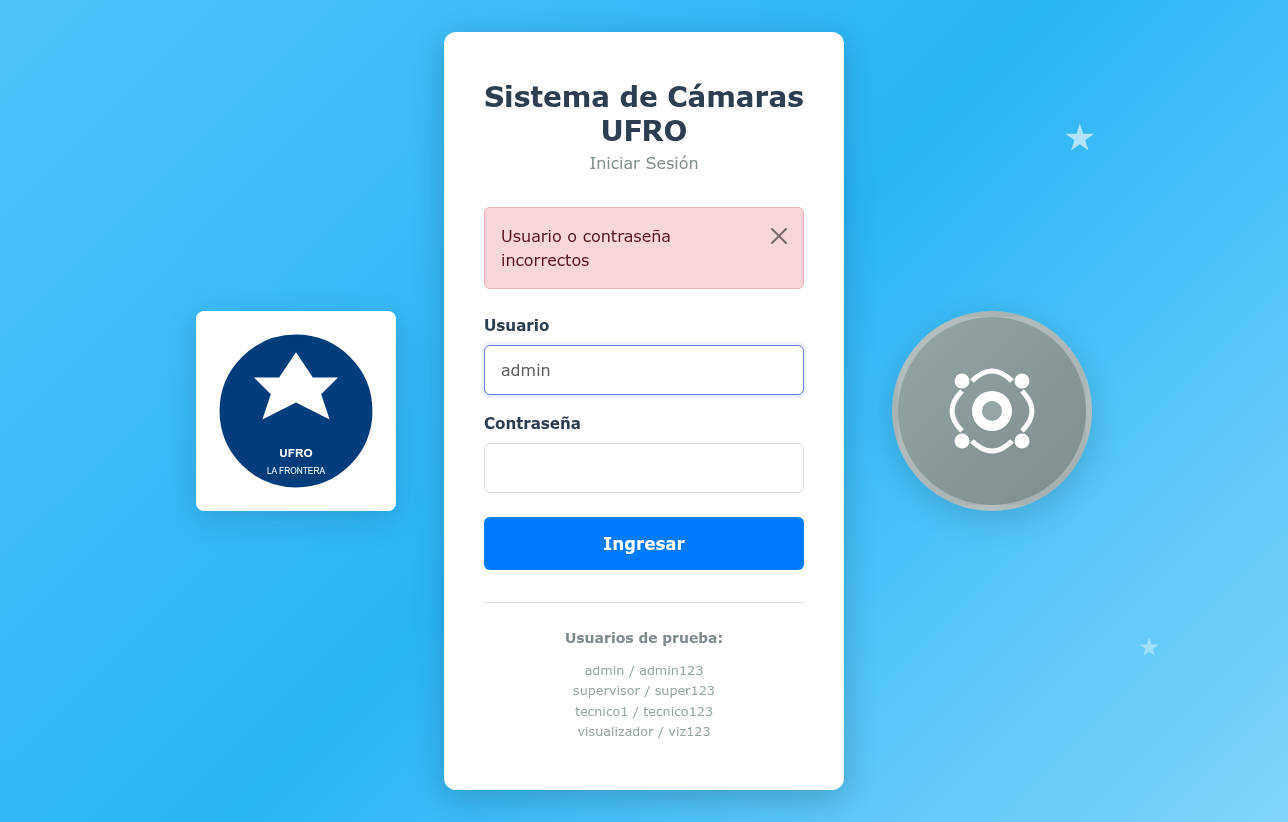 Sistema de Cámaras
UFRO
Iniciar Sesión
Usuario o contraseña
incorrectos
Usuario
admin
Contraseña
Ingresar
Usuarios de prueba:
admin / admin123
supervisor / super123
tecnico1 / tecnico123
visualizador / viz123
UFRO
LA FRONTERA